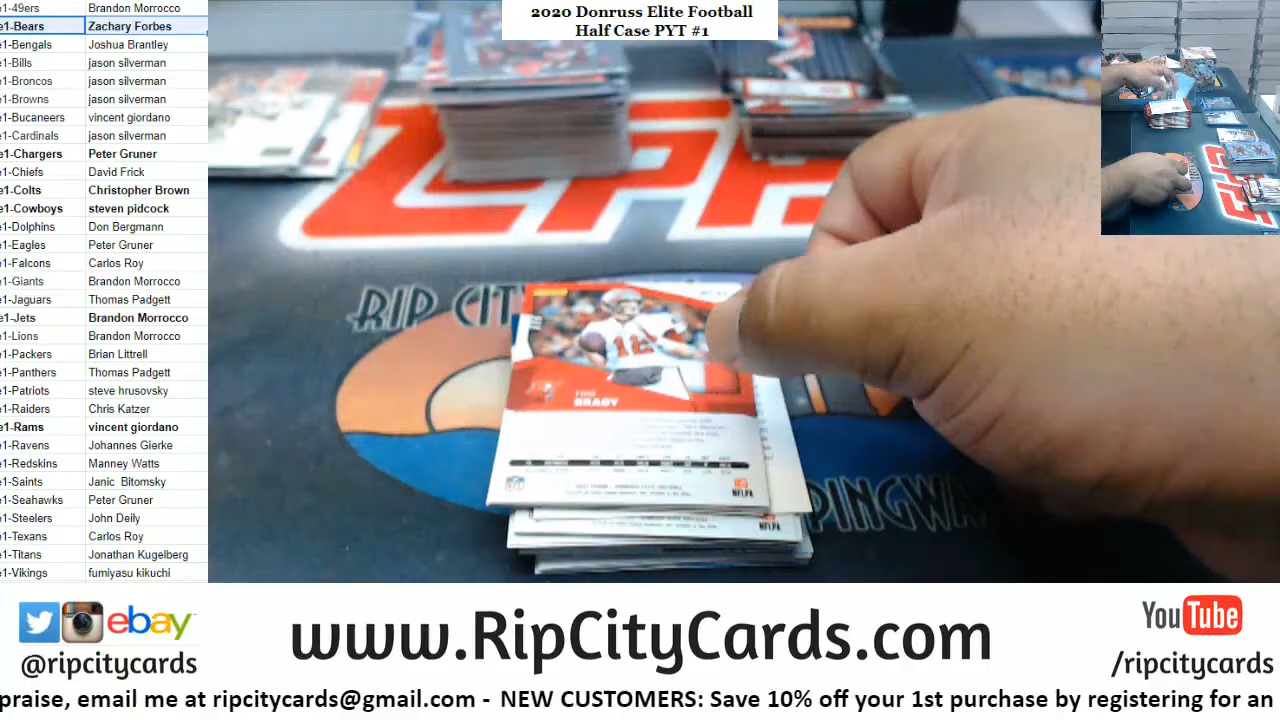 e1-49ers Brandon Morrocco
e1-Bears Zachary Forbes
e1-Bengals Joshua Brantley
e1-Bills jason silverman
e1-Broncos jason silverman
e1-Browns jason silverman
e1-Bucaneers vincent giordano
e1-Cardinals jason silverman
e1-Chargers Peter Gruner
e1-Chiefs David Frick
e1-Colts Christopher Brown
e1-Cowboys steven pidcock
e1-Dolphins Don Bergmann
e1-Eagles Peter Gruner
e1-Falcons Carlos Roy
e1-Giants Brandon Morrocco
e1-Jaguars Thomas Padgett
e1-Jets Brandon Morrocco
e1-Lions Brandon Morrocco
e1-Packers Brian Littrell
e1-Panthers Thomas Padgett
e1-Patriots steve hrusovsky
e1-Raiders Chris Katzer
e1-Rams vincent giordano
e1-Ravens Johannes Gierke
e1-Redskins Manney Watts
e1-Saints Janic Bitomsky
e1-Seahawks Peter Gruner
e1-Steelers John Deily
e1-Texans Carlos Roy
e1-Titans Jonathan Kugelberg
e1-Vikings fumiyasu kikuchi
2020 Donruss Elite Football
Half Case PYT #1
RIP CIT
12
TOM
BRADY
NFL
NFLPA
NFLPA
PPINGWA
ebay
@ripcitycards
www.RipCityCards.com
YouTube
/ripcitycards
praise, email me at ripcitycards@gmail.com - NEW CUSTOMERS: Save 10% off your 1st purchase by registering for an